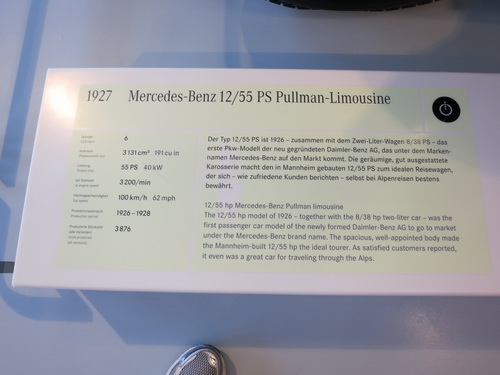 1927 Mercedes-Benz 12/55 PS Pullman-Limousine
6
3 131 cm³ 191 cu in
55 PS 40 kW
3 200/min
100 km/h 62 mph
1926 – 1928
3 876
Der Typ 12/55 PS ist 1926 – zusammen mit dem Zwei-Liter-Wagen 8/38 PS – das
erste Pkw-Modell der neu gegründeten Daimler-Benz AG, das unter dem Marken-
namen Mercedes-Benz auf den Markt kommt. Die geräumige, gut ausgestattete
Karosserie macht den in Mannheim gebauten 12/55 PS zum idealen Reisewagen,
der sich – wie zufriedene Kunden berichten – selbst bei Alpenreisen bestens
bewährt.
12/55 hp Mercedes-Benz Pullman limousine
The 12/55 hp model of 1926 – together with the 8/38 hp two-liter car – was the
first passenger car model of the newly formed Daimler-Benz AG to go to market
under the Mercedes-Benz brand name. The spacious, well-appointed body made
the Mannheim-built 12/55 hp the ideal tourer. As satisfied customers reported,
it even was a great car for traveling through the Alps.